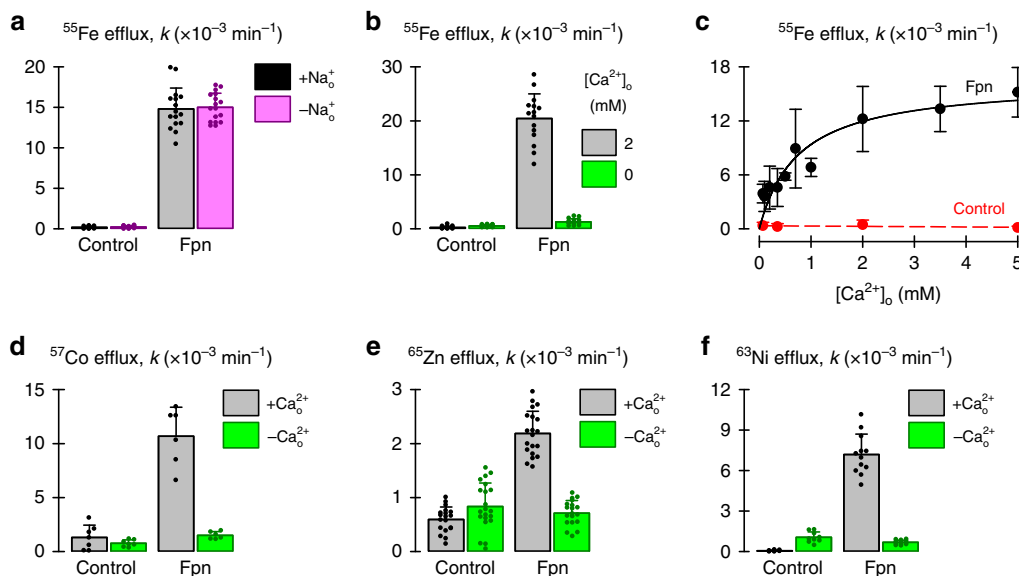 a
⁵⁵Fe efflux, k (×10⁻³ min⁻¹)
20
15
10
5
0
Control
Fpn
+Na⁺ₒ
–Na⁺ₒ
b
⁵⁵Fe efflux, k (×10⁻³ min⁻¹)
30
20
10
0
Control
Fpn
[Ca²⁺]ₒ
(mM)
2
0
c
⁵⁵Fe efflux, k (×10⁻³ min⁻¹)
18
12
6
0
Fpn
Control
0 1 2 3 4 5
[Ca²⁺]ₒ (mM)
d
⁵⁷Co efflux, k (×10⁻³ min⁻¹)
15
10
5
0
Control
Fpn
+Ca²⁺ₒ
–Ca²⁺ₒ
e
⁶⁵Zn efflux, k (×10⁻³ min⁻¹)
3
2
1
0
Control
Fpn
+Ca²⁺ₒ
–Ca²⁺ₒ
f
⁶³Ni efflux, k (×10⁻³ min⁻¹)
12
9
6
3
0
Control
Fpn
+Ca²⁺ₒ
–Ca²⁺ₒ